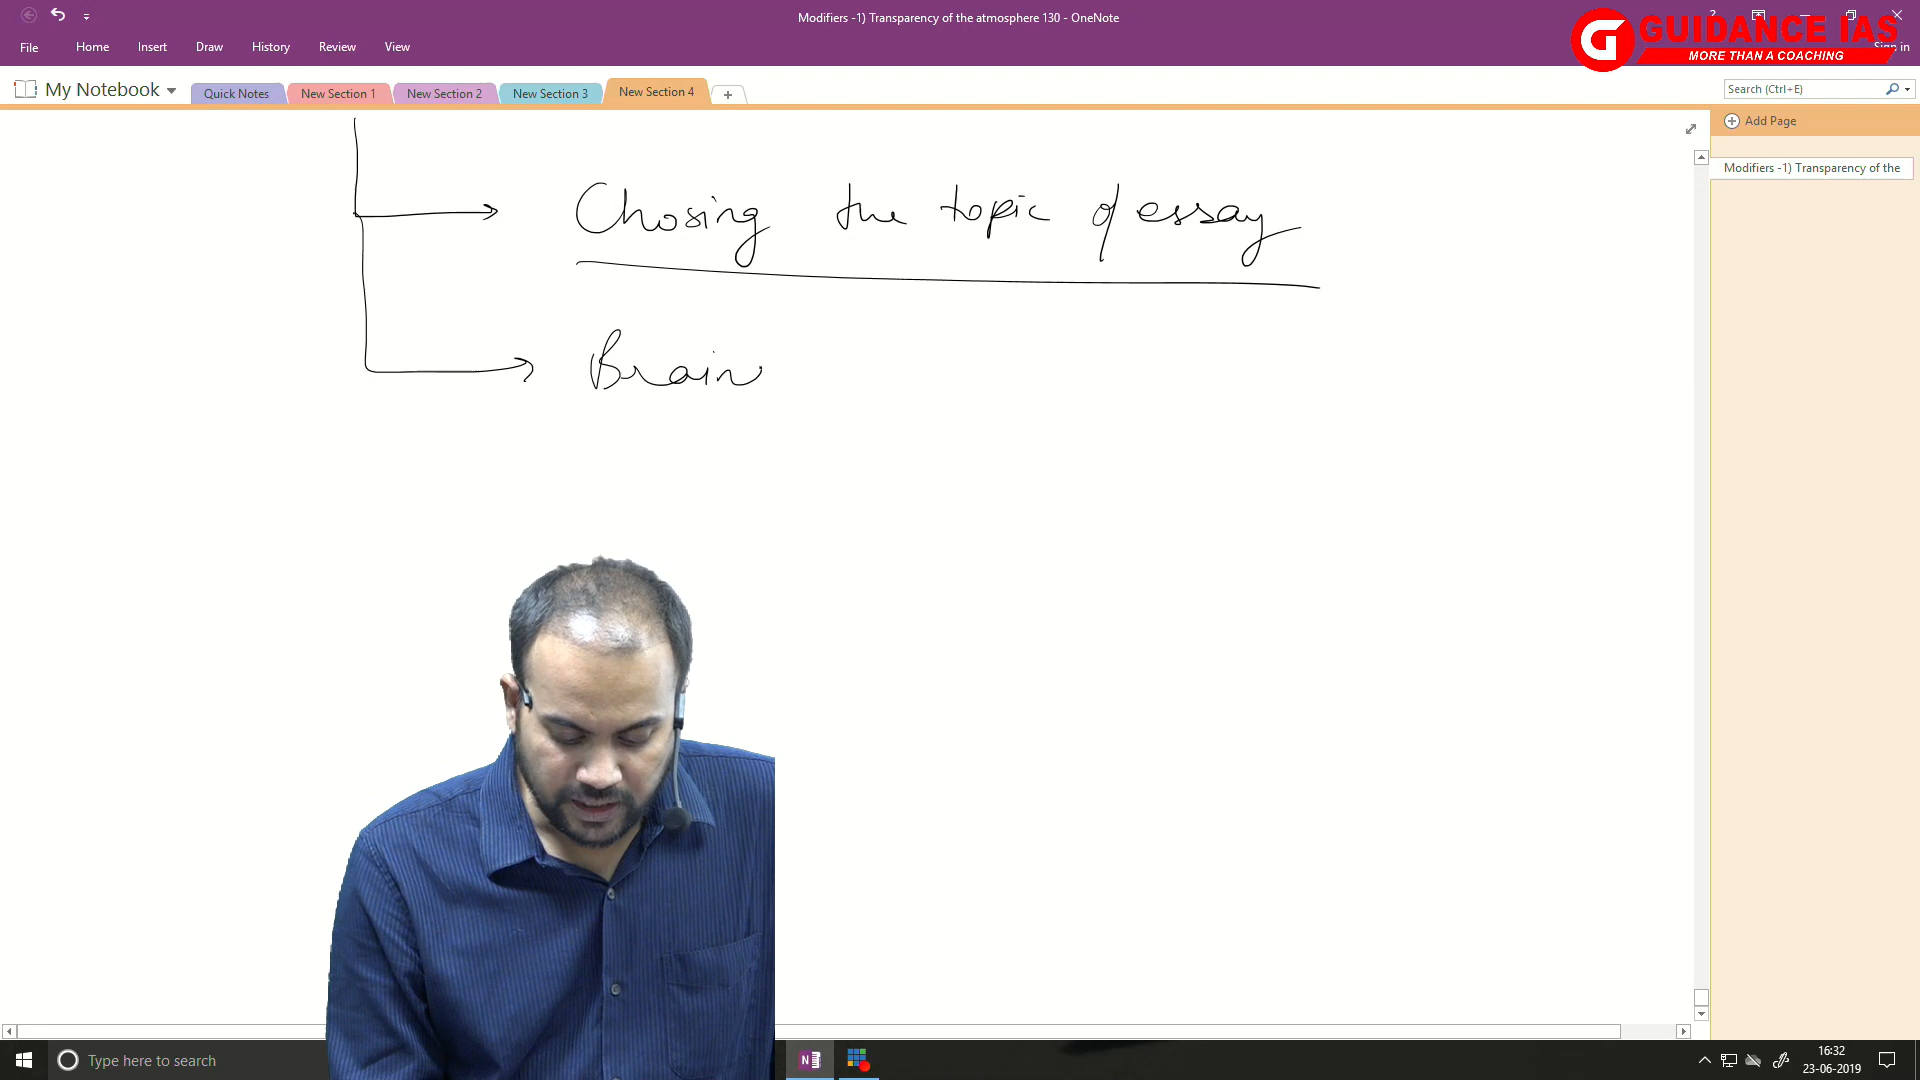 Modifiers -1) Transparency of the atmosphere 130 - OneNote
?
File Home Insert Draw History Review View
Sign in
GUIDANCE IAS
MORE THAN A COACHING
My Notebook
Quick Notes New Section 1 New Section 2 New Section 3 New Section 4 +
Search (Ctrl+E)
Add Page
Modifiers -1) Transparency of the
Chosing the topic of essay
Brain
Type here to search
N
16:32
23-06-2019